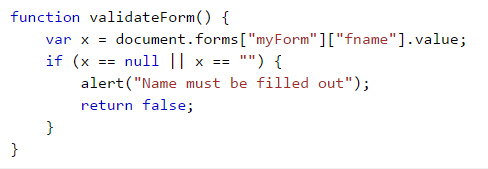 function validateForm() {
    var x = document.forms["myForm"]["fname"].value;
    if (x == null || x == "") {
        alert("Name must be filled out");
        return false;
    }
}